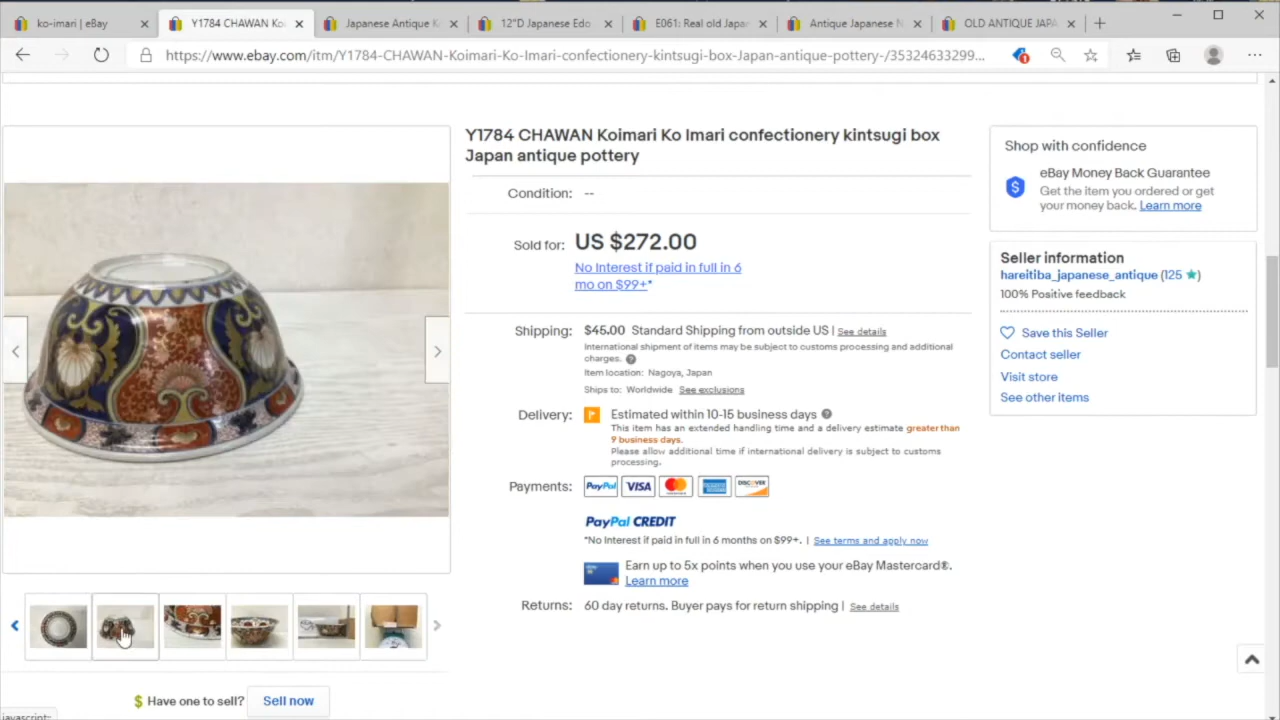 ko-imari | eBay
Y1784 CHAWAN Ko
Japanese Antique K
12"D Japanese Edo
E061: Real old Japa
Antique Japanese N
OLD ANTIQUE JAPA
https://www.ebay.com/itm/Y1784-CHAWAN-Koimari-Ko-Imari-confectionery-kintsugi-box-Japan-antique-pottery-/35324633299...
Y1784 CHAWAN Koimari Ko Imari confectionery kintsugi box
Japan antique pottery
Condition: --
Sold for: US $272.00
No Interest if paid in full in 6
mo on $99+*
Shipping: $45.00 Standard Shipping from outside US | See details
International shipment of items may be subject to customs processing and additional
charges.
Item location: Nagoya, Japan
Ships to: Worldwide See exclusions
Delivery: Estimated within 10-15 business days
This item has an extended handling time and a delivery estimate greater than
9 business days.
Please allow additional time if international delivery is subject to customs
processing.
Payments: PayPal VISA MasterCard AMERICAN EXPRESS DISCOVER
PayPal CREDIT
*No Interest if paid in full in 6 months on $99+. | See terms and apply now
Earn up to 5x points when you use your eBay Mastercard®.
Learn more
Returns: 60 day returns. Buyer pays for return shipping | See details
Shop with confidence
eBay Money Back Guarantee
Get the item you ordered or get
your money back. Learn more
Seller information
hareitiba_japanese_antique (125 ★)
100% Positive feedback
Save this Seller
Contact seller
Visit store
See other items
$ Have one to sell? Sell now
javascript: